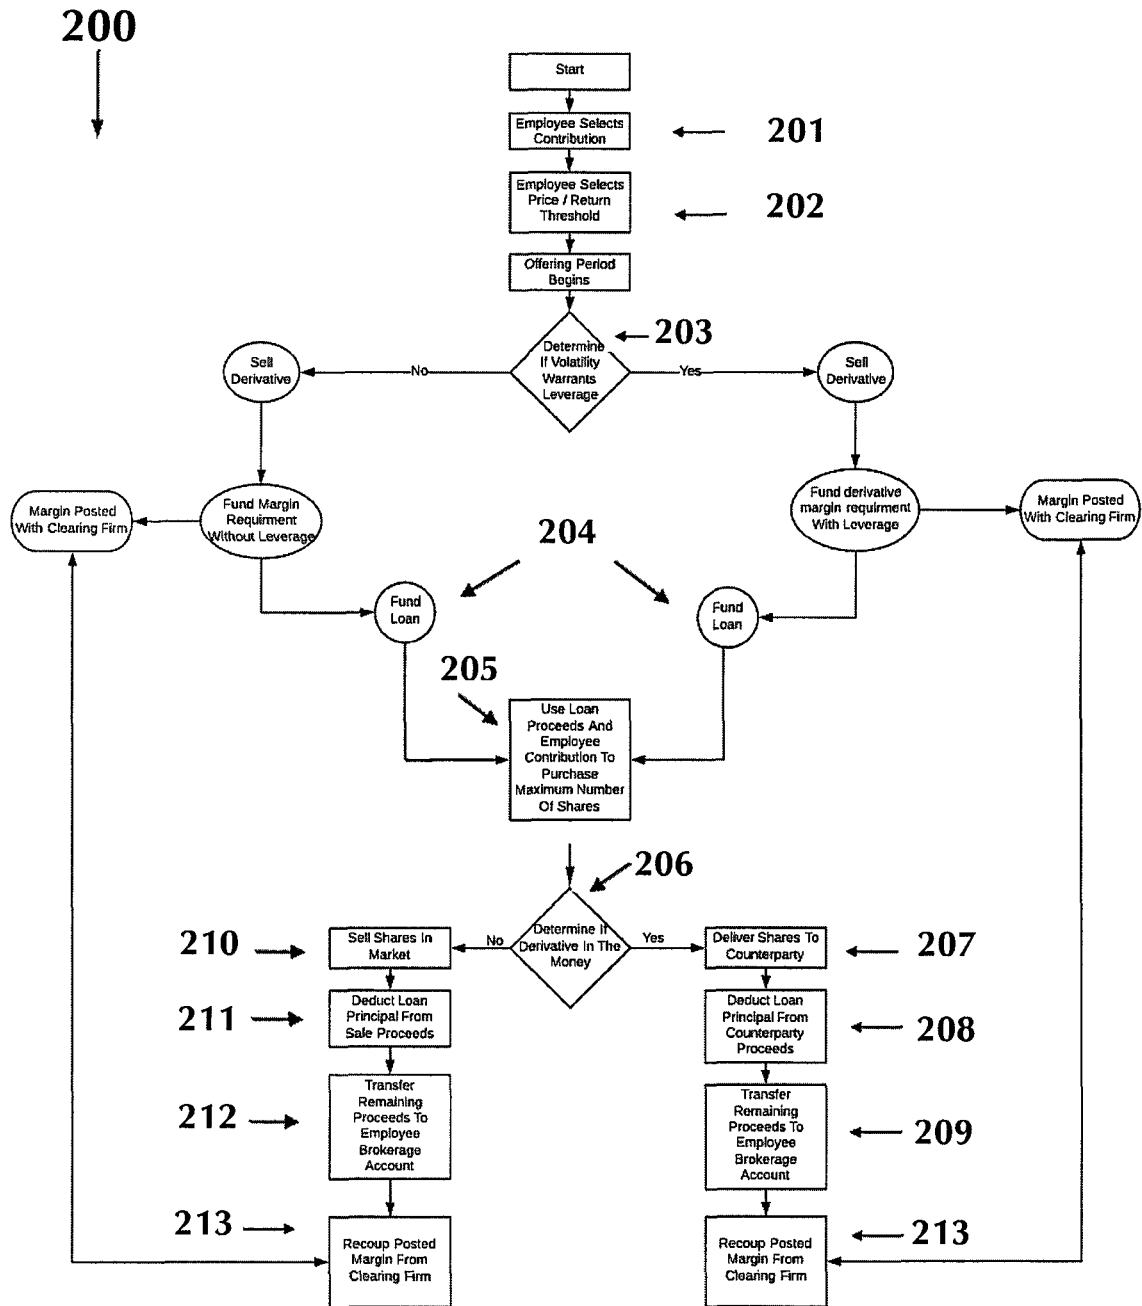 200
Start
Employee Selects
Contribution
201
Employee Selects
Price / Return
Threshold
202
Offering Period
Begins
203
Determine
If Volatility
Warrants
Leverage
No
Yes
Sell
Derivative
Sell
Derivative
Margin Posted
With Clearing Firm
Fund Margin
Requirment
Without Leverage
Fund derivative
margin requirment
With Leverage
Margin Posted
With Clearing Firm
204
Fund
Loan
Fund
Loan
205
Use Loan
Proceeds And
Employee
Contribution To
Purchase
Maximum Number
Of Shares
206
Determine If
Derivative In The
Money
No
Yes
210
Sell Shares In
Market
Deliver Shares To
Counterparty
207
211
Deduct Loan
Principal From
Sale Proceeds
Deduct Loan
Principal From
Counterparty
Proceeds
208
212
Transfer
Remaining
Proceeds To
Employee
Brokerage
Account
Transfer
Remaining
Proceeds To
Employee
Brokerage
Account
209
213
Recoup Posted
Margin From
Clearing Firm
Recoup Posted
Margin From
Clearing Firm
213